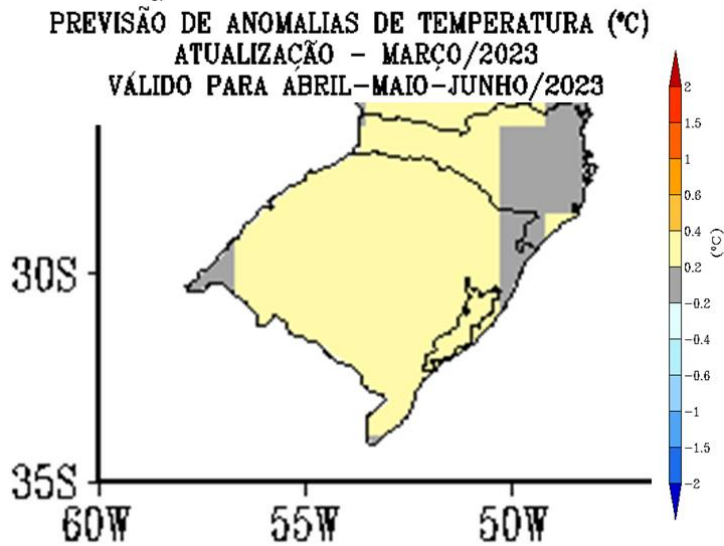 PREVISÃO DE ANOMALIAS DE TEMPERATURA (°C)
ATUALIZAÇÃO - MARÇO/2023
VÁLIDO PARA ABRIL-MAIO-JUNHO/2023
2
1.5
1
0.6
0.4
0.2
-0.2
-0.4
-0.6
-1
-1.5
-2
(°C)
30S
35S
60W
55W
50W